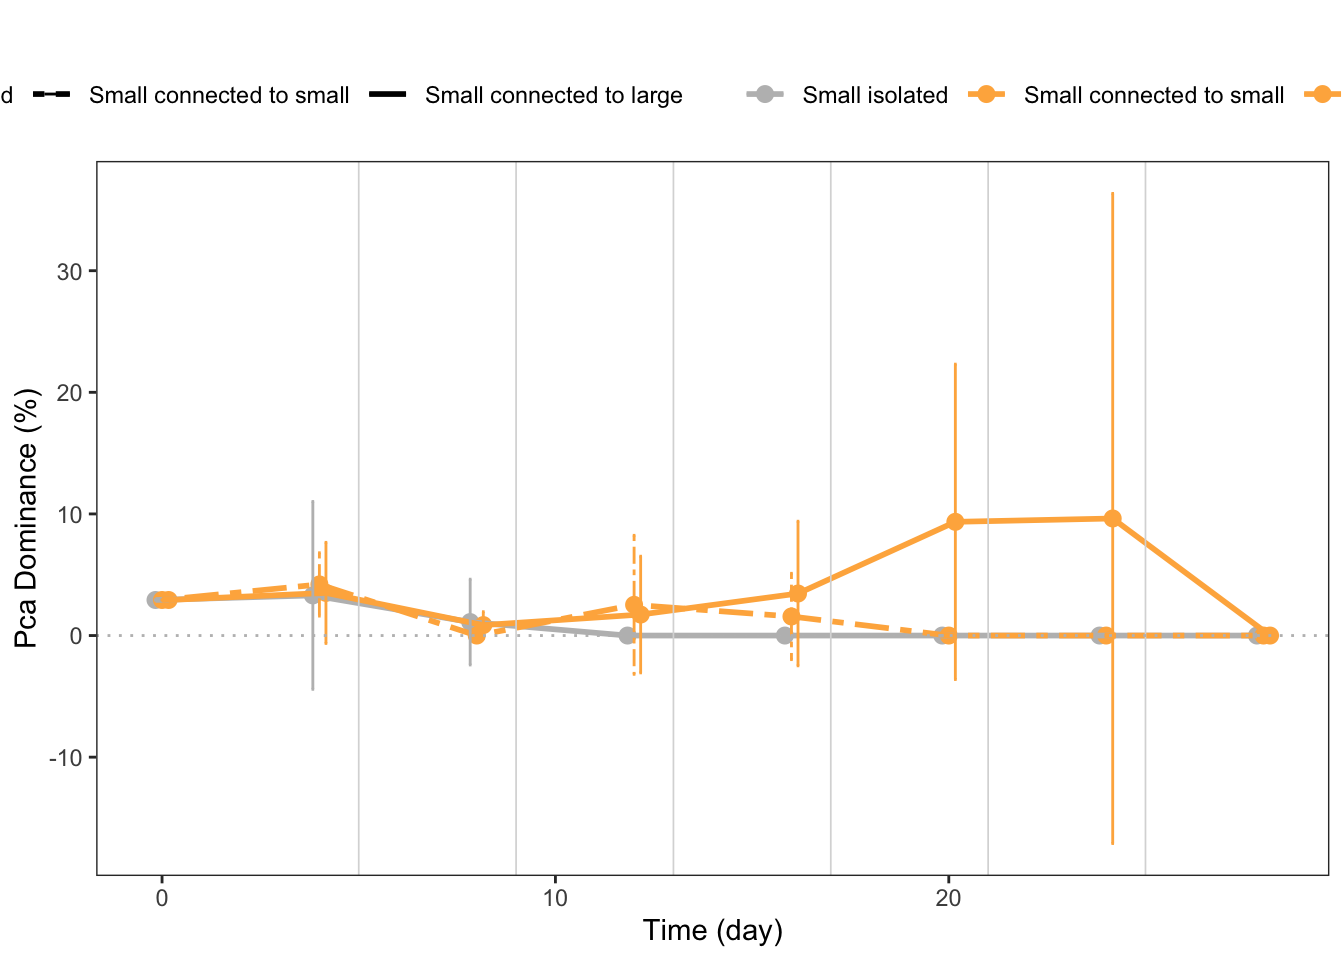 d Small connected to small Small connected to large Small isolated Small connected to small
Pca Dominance (%)
30
20
10
0
-10
0 10 20
Time (day)